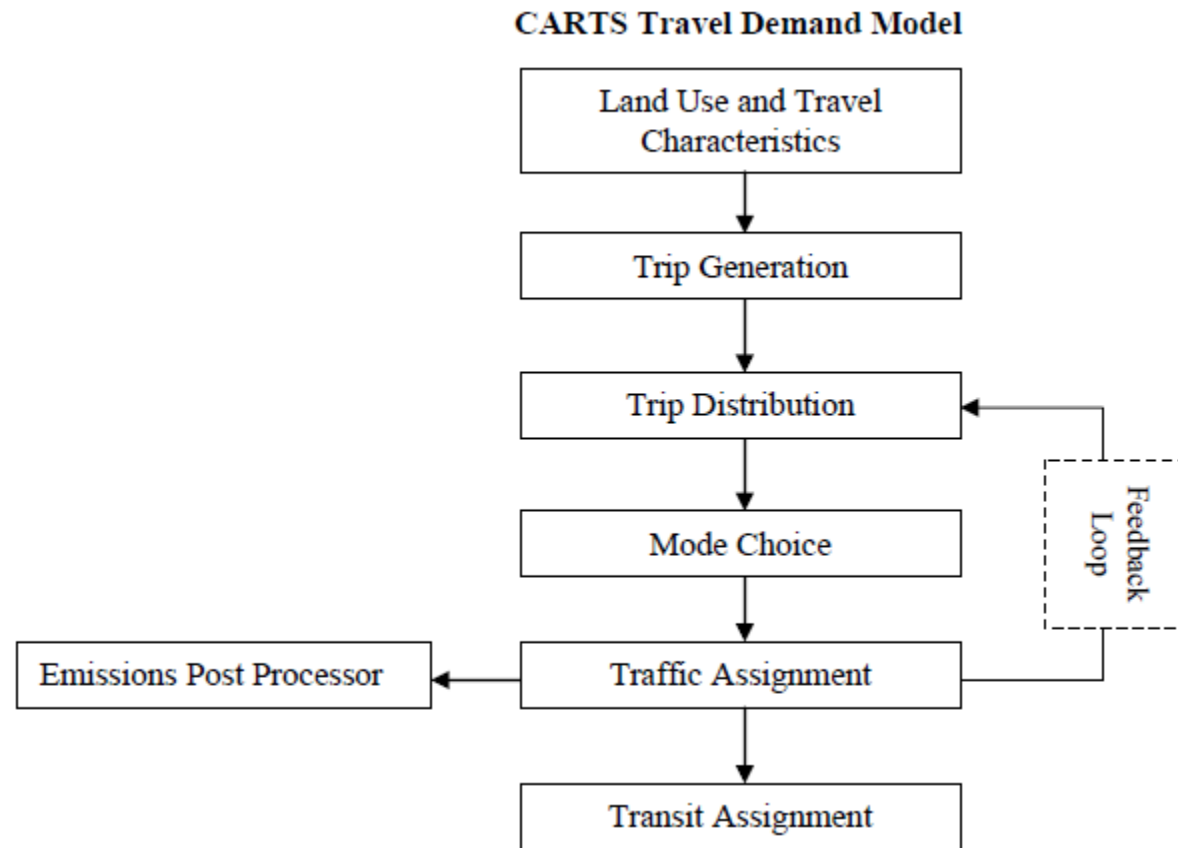 CARTS Travel Demand Model
Land Use and Travel
Characteristics
Trip Generation
Trip Distribution
Feedback
Loop
Mode Choice
Emissions Post Processor
Traffic Assignment
Transit Assignment